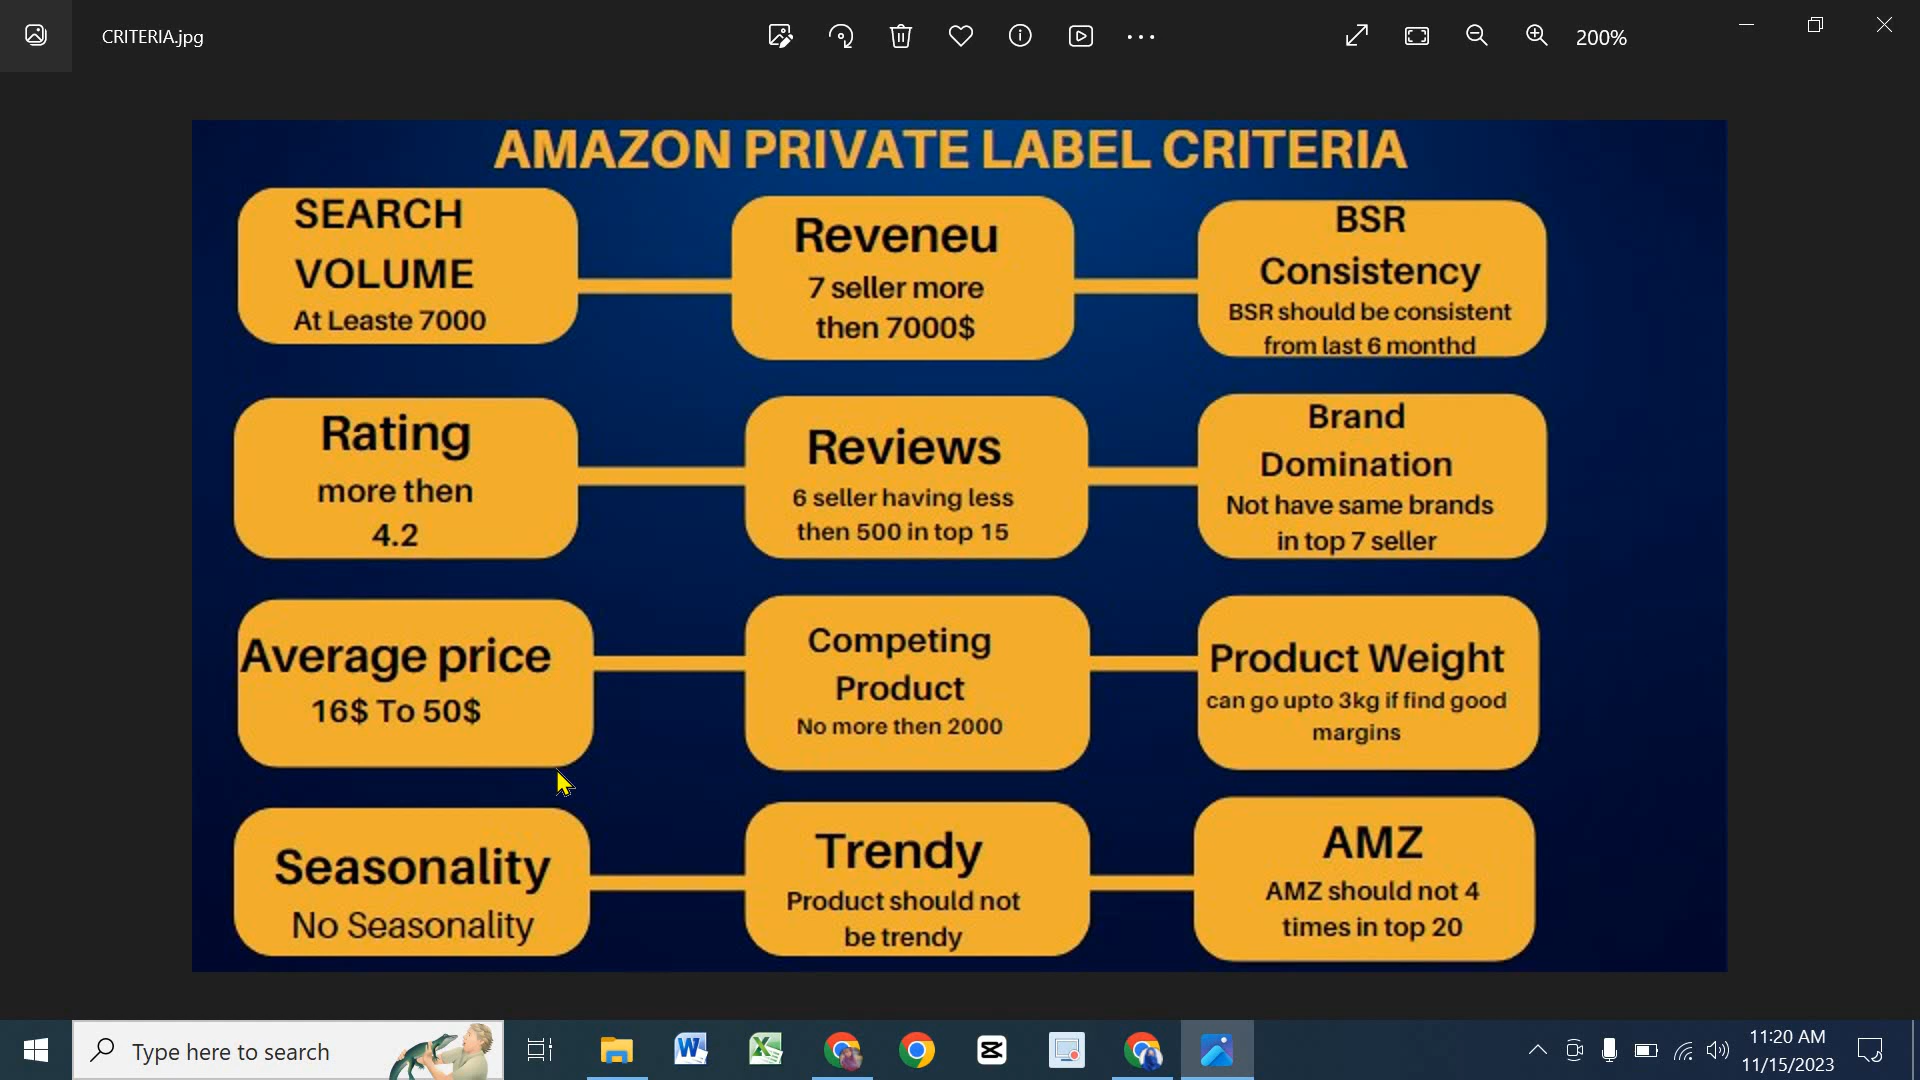 CRITERIA.jpg
200%
AMAZON PRIVATE LABEL CRITERIA
SEARCH
VOLUME
At Leaste 7000
Reveneu
7 seller more
then 7000$
BSR
Consistency
BSR should be consistent
from last 6 monthd
Rating
more then
4.2
Reviews
6 seller having less
then 500 in top 15
Brand
Domination
Not have same brands
in top 7 seller
Average price
16$ To 50$
Competing
Product
No more then 2000
Product Weight
can go upto 3kg if find good
margins
Seasonality
No Seasonality
Trendy
Product should not
be trendy
AMZ
AMZ should not 4
times in top 20
Type here to search
11:20 AM
11/15/2023